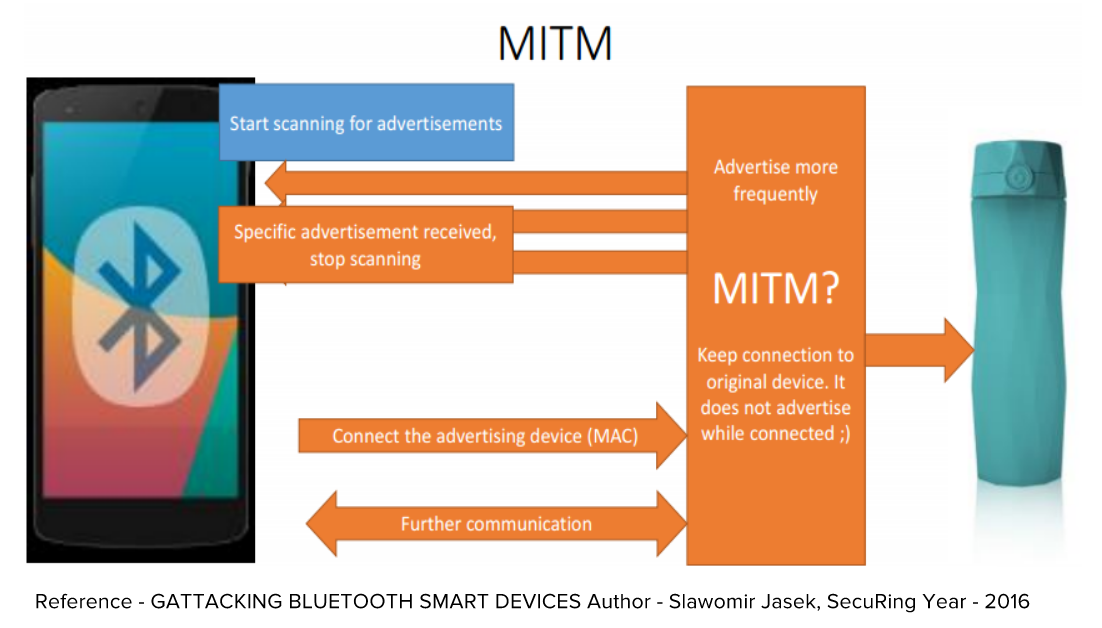 MITM
Start scanning for advertisements
Specific advertisement received,
stop scanning
Advertise more
frequently
MITM?
Keep connection to
original device. It
does not advertise
while connected ;)
Connect the advertising device (MAC)
Further communication
Reference - GATTACKING BLUETOOTH SMART DEVICES Author - Slawomir Jasek, SecuRing Year - 2016